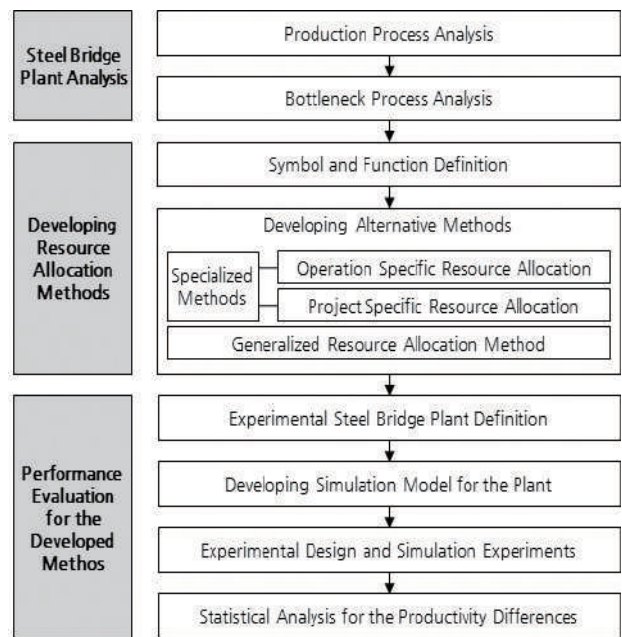 Steel Bridge
Plant Analysis
Production Process Analysis
Bottleneck Process Analysis
Developing
Resource
Allocation
Methods
Symbol and Function Definition
Developing Alternative Methods
Specialized
Methods
Operation Specific Resource Allocation
Project Specific Resource Allocation
Generalized Resource Allocation Method
Performance
Evaluation
for the
Developed
Methos
Experimental Steel Bridge Plant Definition
Developing Simulation Model for the Plant
Experimental Design and Simulation Experiments
Statistical Analysis for the Productivity Differences